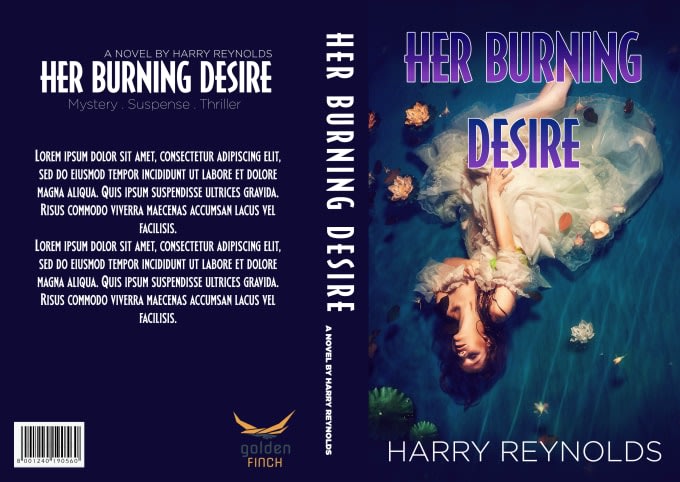 A NOVEL BY HARRY REYNOLDS
HER BURNING DESIRE
Mystery . Suspense . Thriller
LOREM IPSUM DOLOR SIT AMET, CONSECTETUR ADIPISCING ELIT,
SED DO EIUSMOD TEMPOR INCIDIDUNT UT LABORE ET DOLORE
MAGNA ALIQUA. QUIS IPSUM SUSPENDISSE ULTRICES GRAVIDA.
RISUS COMMODO VIVERRA MAECENAS ACCUMSAN LACUS VEL
FACILISIS.
LOREM IPSUM DOLOR SIT AMET, CONSECTETUR ADIPISCING ELIT,
SED DO EIUSMOD TEMPOR INCIDIDUNT UT LABORE ET DOLORE
MAGNA ALIQUA. QUIS IPSUM SUSPENDISSE ULTRICES GRAVIDA.
RISUS COMMODO VIVERRA MAECENAS ACCUMSAN LACUS VEL
FACILISIS.
8 001240 190560
golden
FINCH
HER BURNING DESIRE
A NOVEL BY HARRY REYNOLDS
HER BURNING
DESIRE
HARRY REYNOLDS